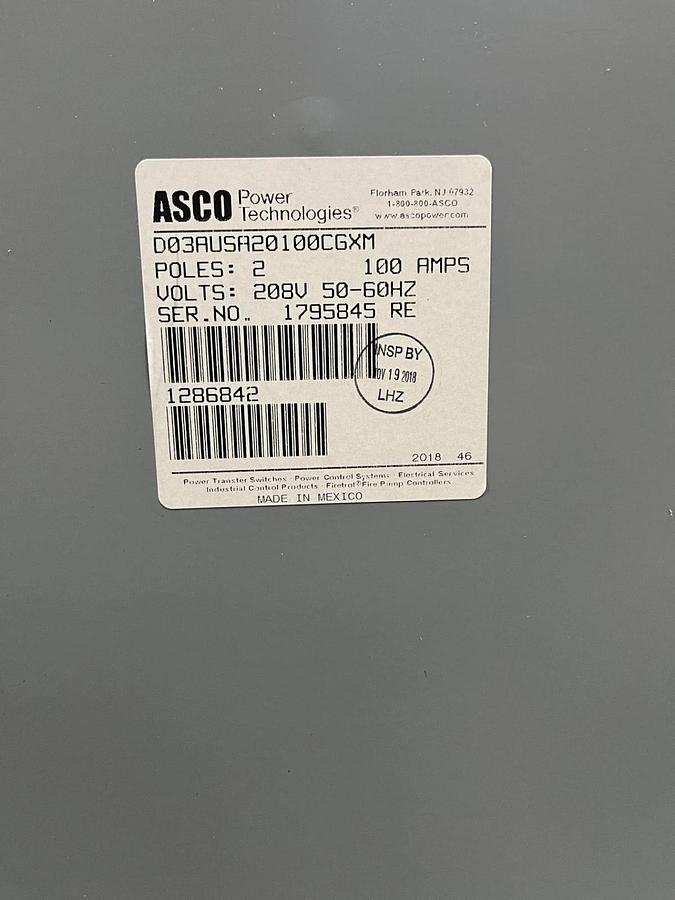 ASCO Power Technologies®
Florham Park, NJ 07932
1-800-800-ASCO
www.ascopower.com
D03AUSA20100CGXM
POLES: 2 100 AMPS
VOLTS: 208V 50-60HZ
SER.NO. 1795845 RE
INSP BY
NOV 19 2018
LHZ
1286842
2018 46
Power Transfer Switches · Power Control Systems · Electrical Services
Industrial Control Products · Firetrol® Fire Pump Controllers
MADE IN MEXICO